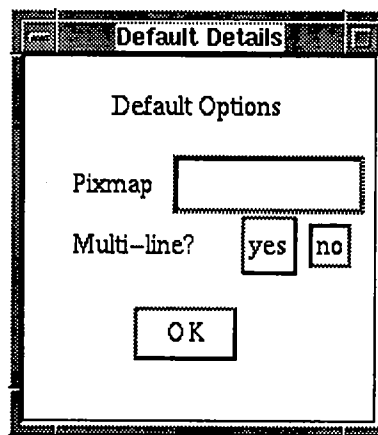 Default Details
Default Options
Pixmap
Multi-line? yes no
OK